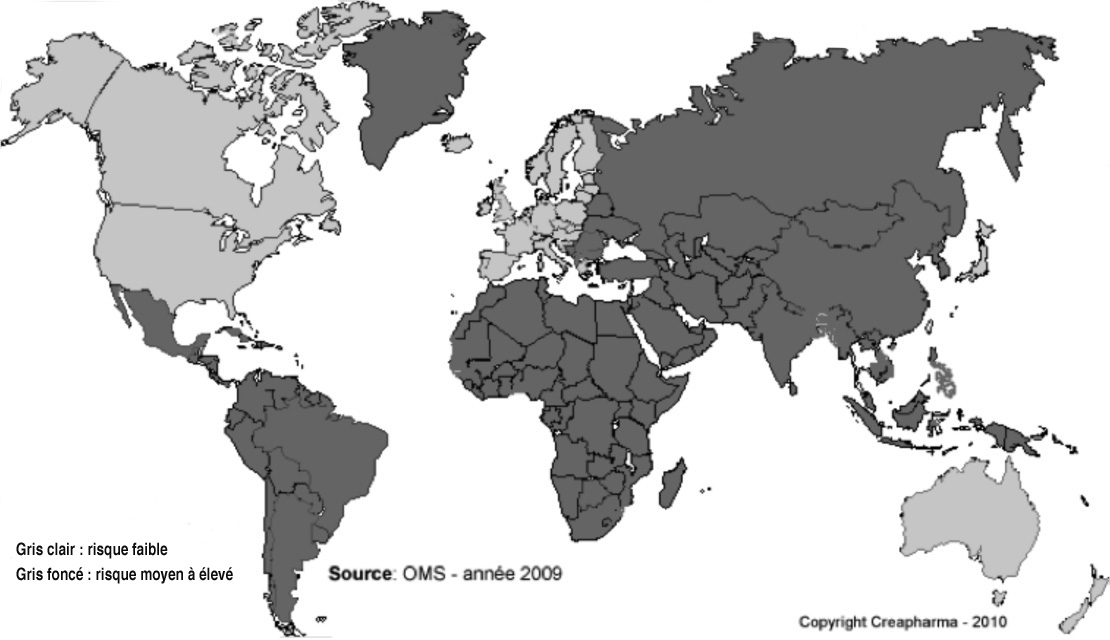 Gris clair : risque faible
Gris foncé : risque moyen à élevé
Source: OMS - année 2009
Copyright Creapharma - 2010